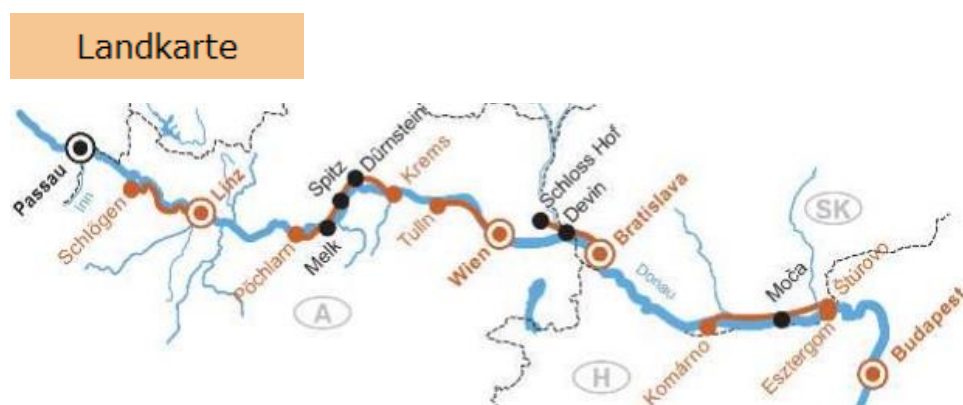 Landkarte
Passau
Inn
Schlögen
Linz
Pöchlarn
Melk
Spitz
Dürnstein
Krems
Tulln
Wien
Schloss Hof
Devin
Bratislava
Donau
Komárno
Moča
Esztergom
Štúrovo
Budapest
A
H
SK